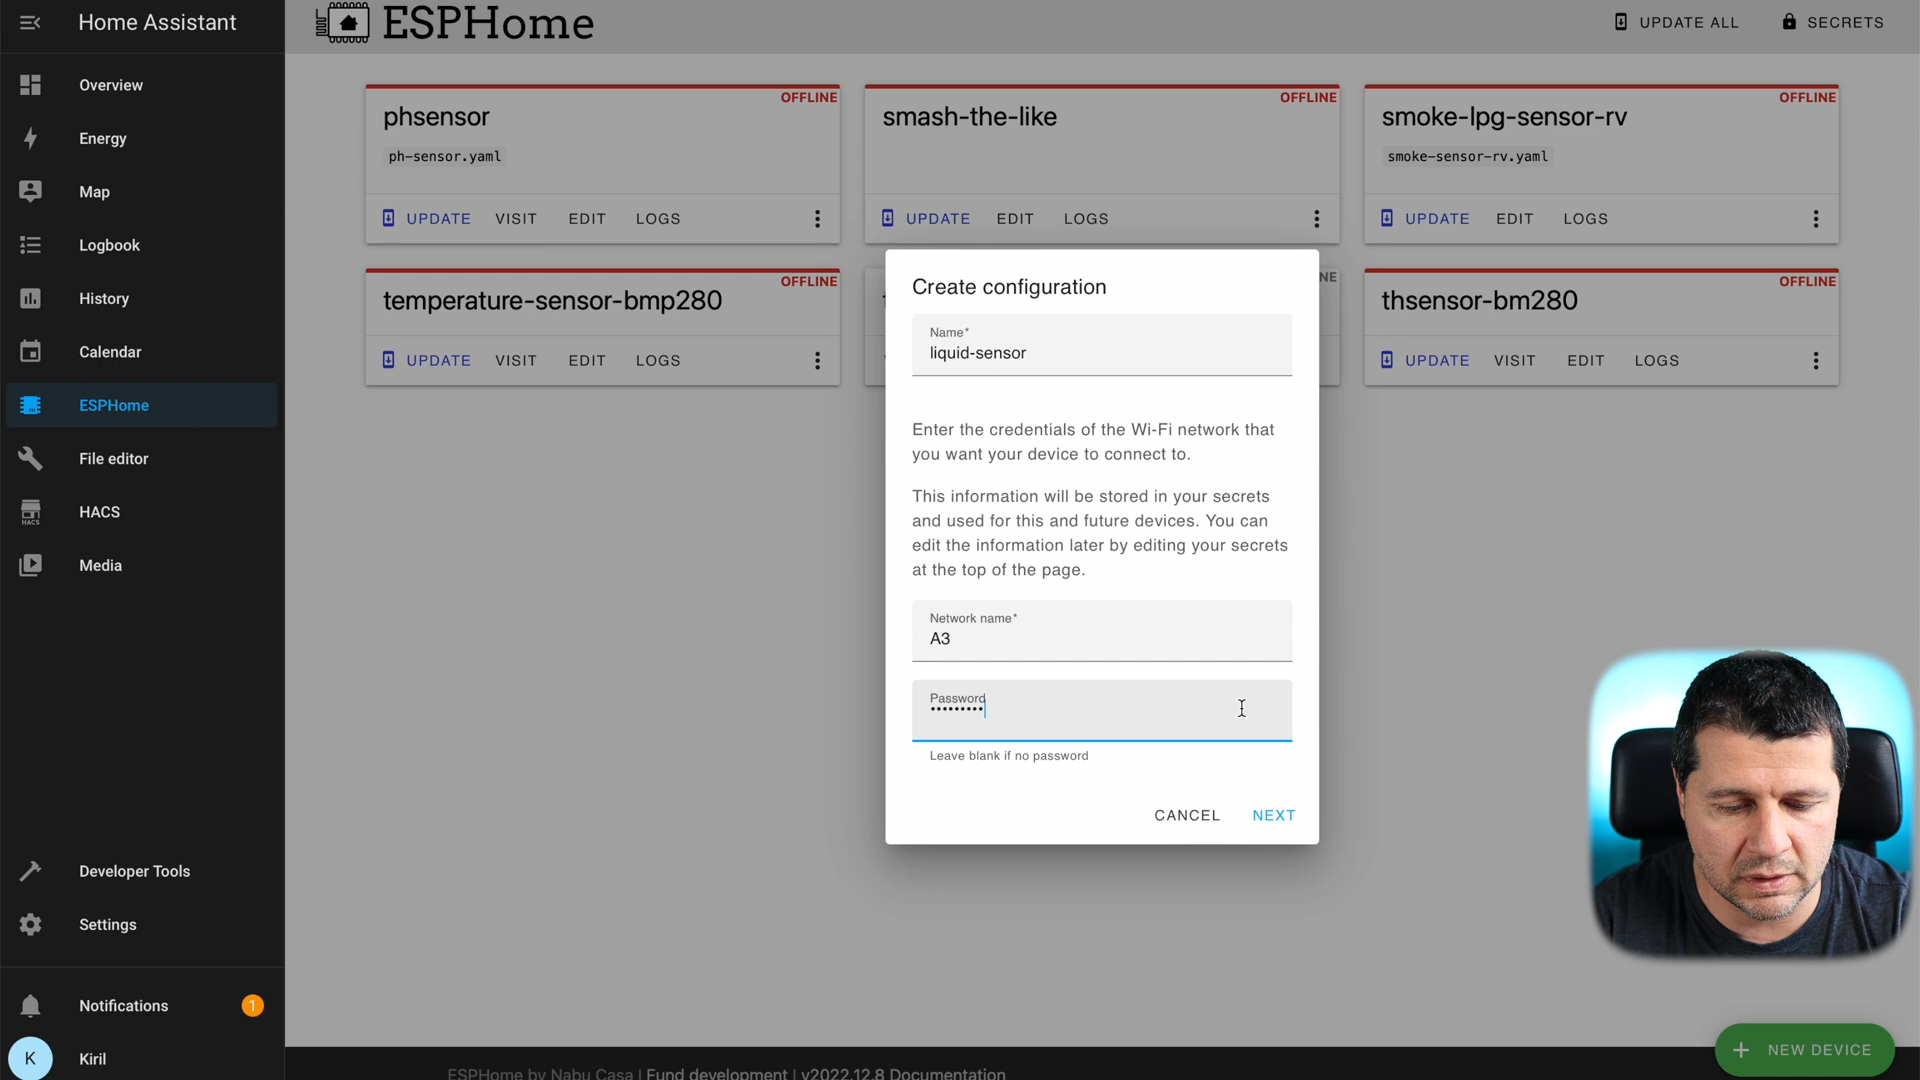 Home Assistant
ESPHome
UPDATE ALL
SECRETS
Overview
Energy
Map
Logbook
History
Calendar
ESPHome
File editor
HACS
HACS
Media
Developer Tools
Settings
Notifications
1
K
Kiril
OFFLINE
phsensor
ph-sensor.yaml
UPDATE VISIT EDIT LOGS
OFFLINE
smash-the-like
UPDATE EDIT LOGS
OFFLINE
smoke-lpg-sensor-rv
smoke-sensor-rv.yaml
UPDATE EDIT LOGS
OFFLINE
temperature-sensor-bmp280
UPDATE VISIT EDIT LOGS
NE
OFFLINE
thsensor-bm280
UPDATE VISIT EDIT LOGS
Create configuration
Name*
liquid-sensor
Enter the credentials of the Wi-Fi network that
you want your device to connect to.
This information will be stored in your secrets
and used for this and future devices. You can
edit the information later by editing your secrets
at the top of the page.
Network name*
A3
Password
•••••••••
Leave blank if no password
CANCEL NEXT
+ NEW DEVICE
ESPHome by Nabu Casa | Fund development | v2022.12.8 Documentation